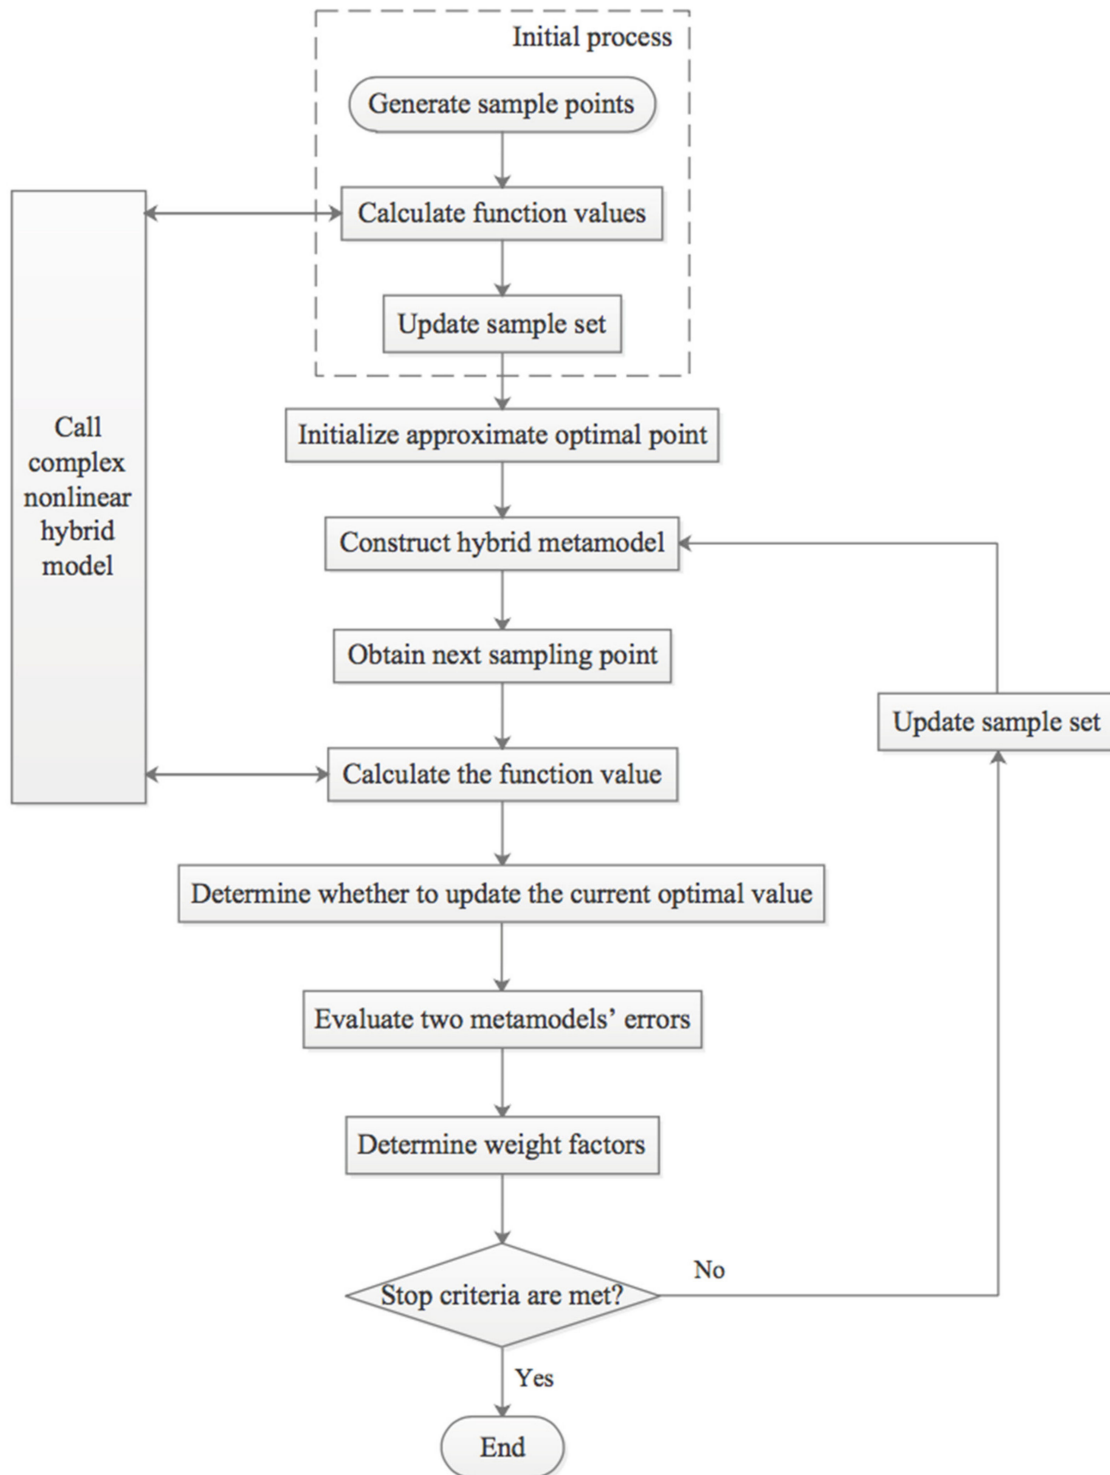 Initial process
Generate sample points
Calculate function values
Update sample set
Call
complex
nonlinear
hybrid
model
Initialize approximate optimal point
Construct hybrid metamodel
Obtain next sampling point
Update sample set
Calculate the function value
Determine whether to update the current optimal value
Evaluate two metamodels’ errors
Determine weight factors
Stop criteria are met?
No
Yes
End